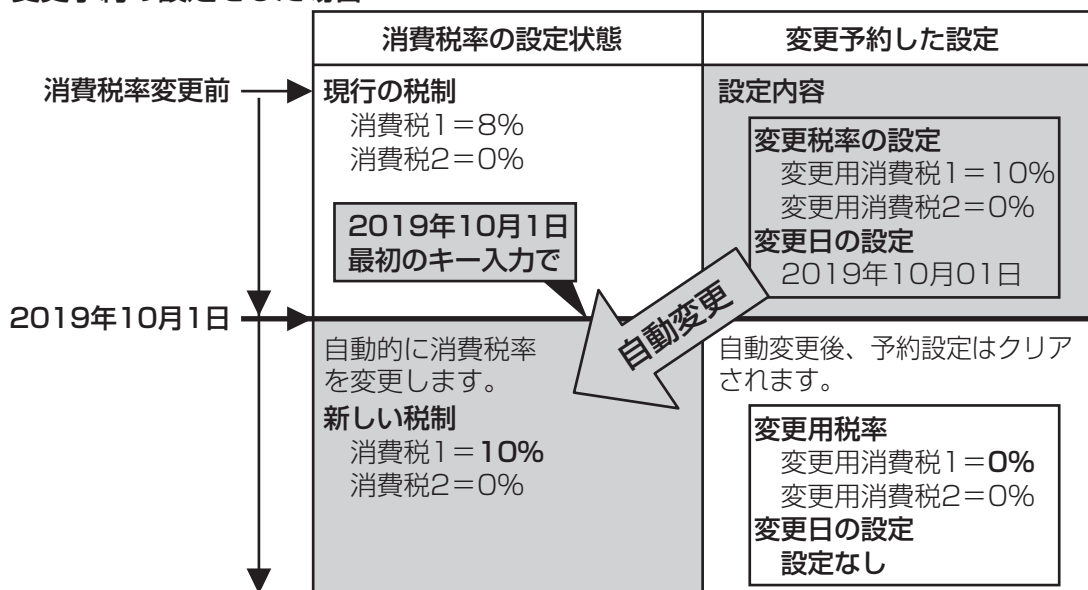 消費税率の設定状態
変更予約した設定
消費税率変更前
現行の税制
消費税1＝8%
消費税2＝0%
2019年10月1日
最初のキー入力で
設定内容
変更税率の設定
変更用消費税1＝10%
変更用消費税2＝0%
変更日の設定
2019年10月01日
自動変更
2019年10月1日
自動的に消費税率
を変更します。
新しい税制
消費税1＝10%
消費税2＝0%
自動変更後、予約設定はクリア
されます。
変更用税率
変更用消費税1＝0%
変更用消費税2＝0%
変更日の設定
設定なし